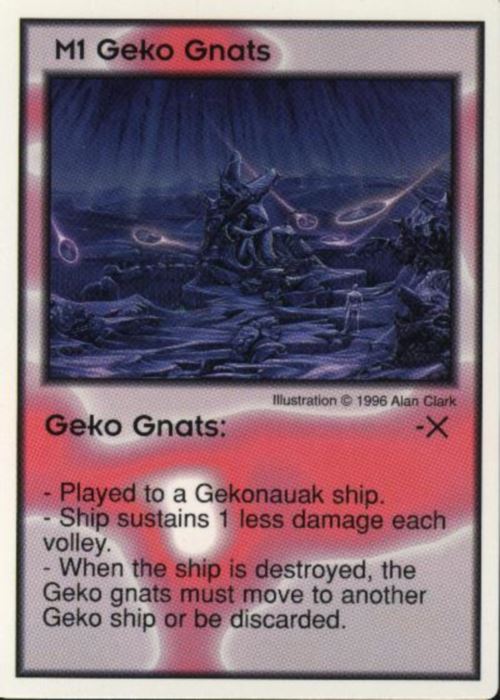 M1 Geko Gnats
Illustration © 1996 Alan Clark
Geko Gnats: -X
- Played to a Gekonauak ship.
- Ship sustains 1 less damage each
volley.
- When the ship is destroyed, the
Geko gnats must move to another
Geko ship or be discarded.